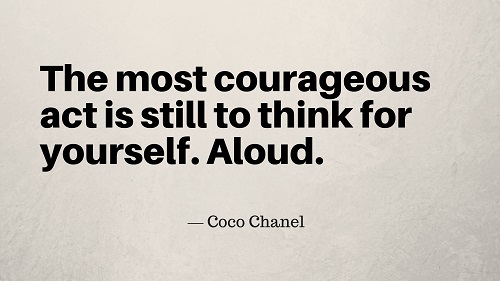 The most courageous
act is still to think for
yourself. Aloud.
— Coco Chanel